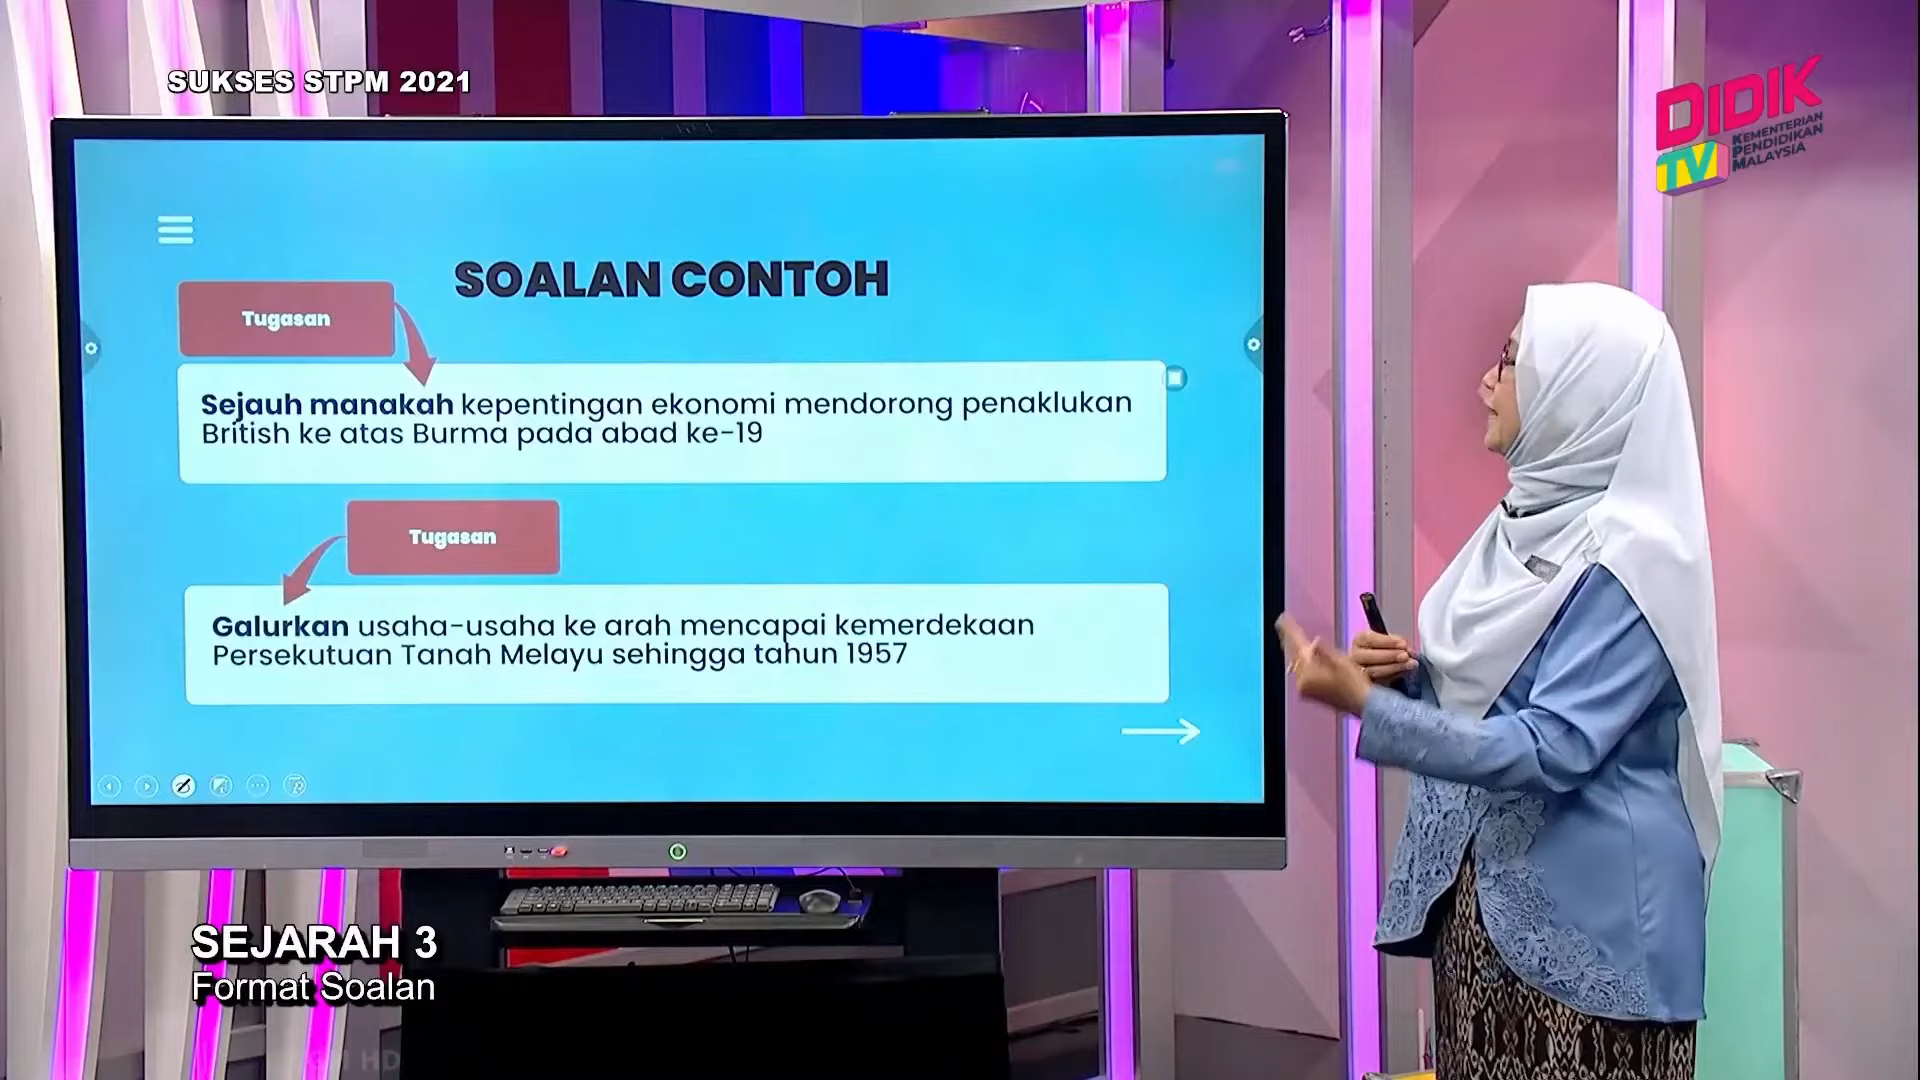 SUKSES STPM 2021
DIDIK
TV
KEMENTERIAN
PENDIDIKAN
MALAYSIA
SOALAN CONTOH
Tugasan
Sejauh manakah kepentingan ekonomi mendorong penaklukan
British ke atas Burma pada abad ke-19
Tugasan
Galurkan usaha-usaha ke arah mencapai kemerdekaan
Persekutuan Tanah Melayu sehingga tahun 1957
SEJARAH 3
Format Soalan